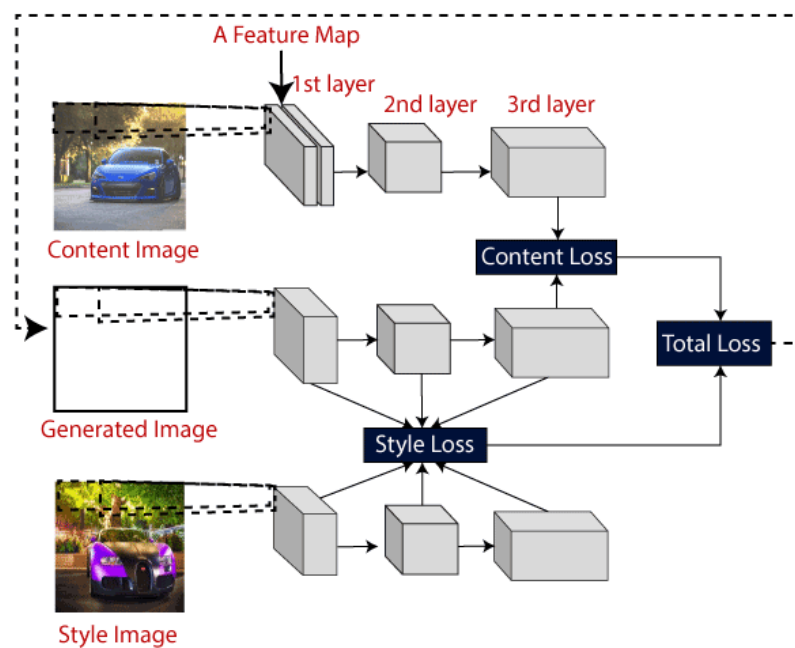 A Feature Map
1st layer
2nd layer
3rd layer
Content Image
Content Loss
Total Loss
Generated Image
Style Loss
Style Image